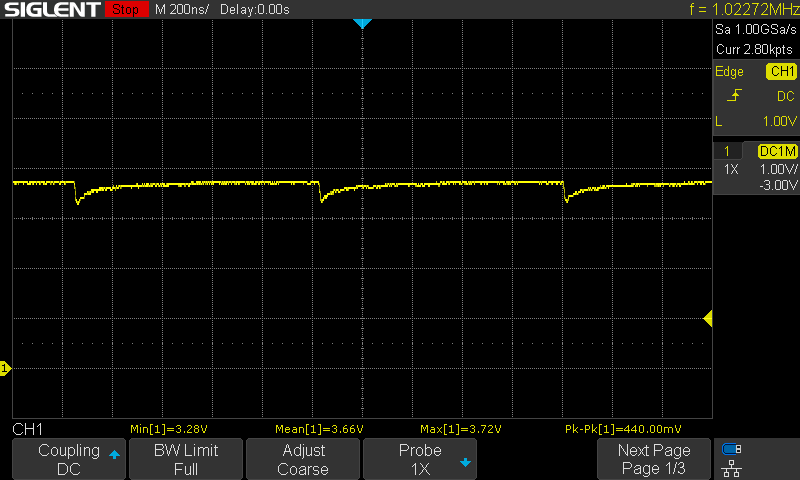 SIGLENT Stop M 200ns/ Delay:0.00s f = 1.02272MHz
Sa 1.00GSa/s
Curr 2.80kpts
Edge CH1
DC
L 1.00V
1 DC1M
1X 1.00V/
-3.00V
1
CH1 Min[1]=3.28V Mean[1]=3.66V Max[1]=3.72V Pk-Pk[1]=440.00mV
Coupling BW Limit Adjust Probe Next Page
DC Full Coarse 1X Page 1/3